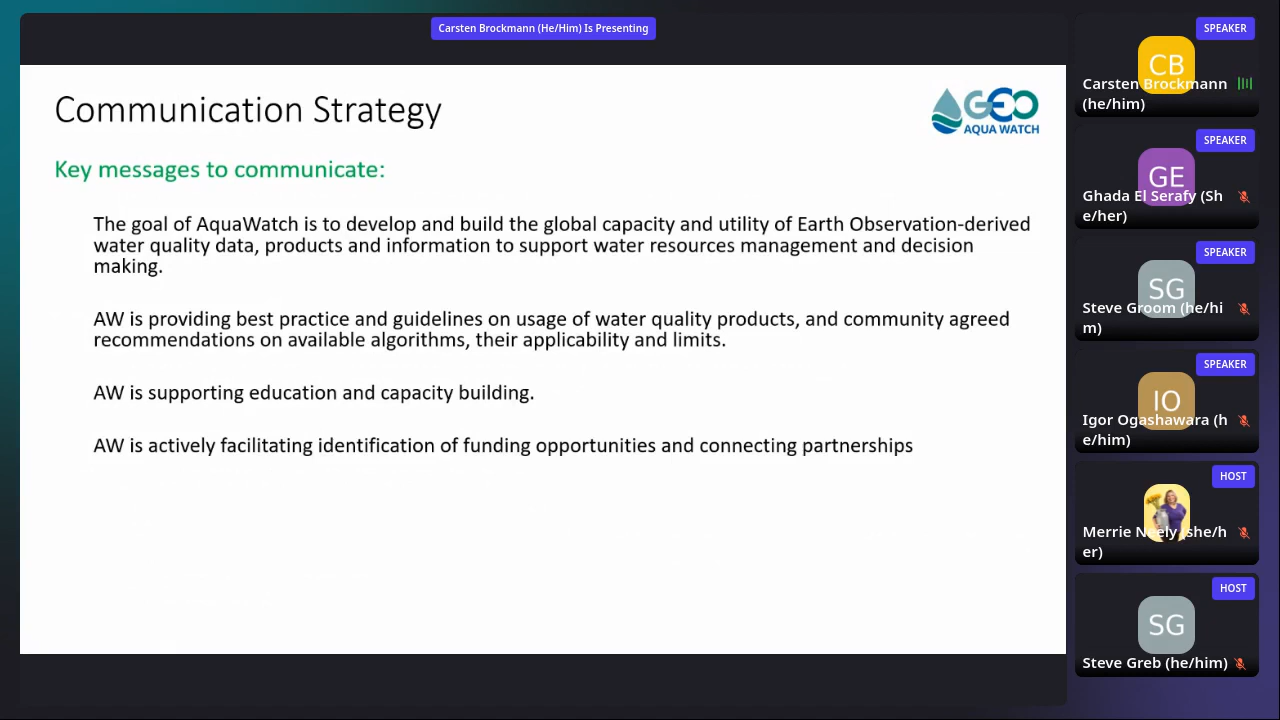 Carsten Brockmann (He/Him) Is Presenting
Communication Strategy
GEO
AQUA WATCH
Key messages to communicate:
The goal of AquaWatch is to develop and build the global capacity and utility of Earth Observation-derived
water quality data, products and information to support water resources management and decision
making.
AW is providing best practice and guidelines on usage of water quality products, and community agreed
recommendations on available algorithms, their applicability and limits.
AW is supporting education and capacity building.
AW is actively facilitating identification of funding opportunities and connecting partnerships
SPEAKER
CB
Carsten Brockmann
(he/him)
SPEAKER
GE
Ghada El Serafy (Sh
e/her)
SPEAKER
SG
Steve Groom (he/hi
m)
SPEAKER
IO
Igor Ogashawara (h
e/him)
HOST
Merrie Neely (she/h
er)
HOST
SG
Steve Greb (he/him)